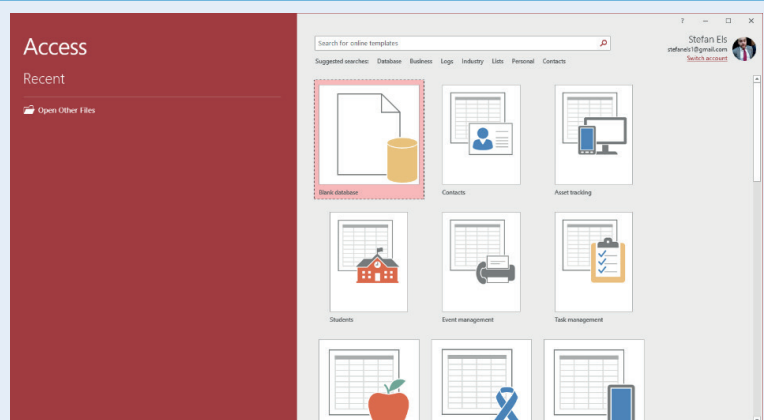 Access
Recent
Open Other Files
Search for online templates
Suggested searches: Database Business Logs Industry Lists Personal Contacts
Stefan Els
stefanels1@gmail.com
Switch account
Blank database
Contacts
Asset tracking
Students
Event management
Task management